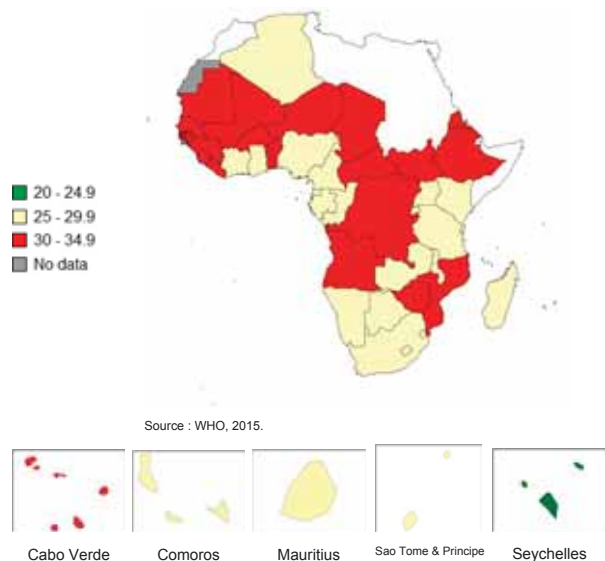 20 - 24.9
25 - 29.9
30 - 34.9
No data
Source : WHO, 2015.
Cabo Verde
Comoros
Mauritius
Sao Tome & Principe
Seychelles